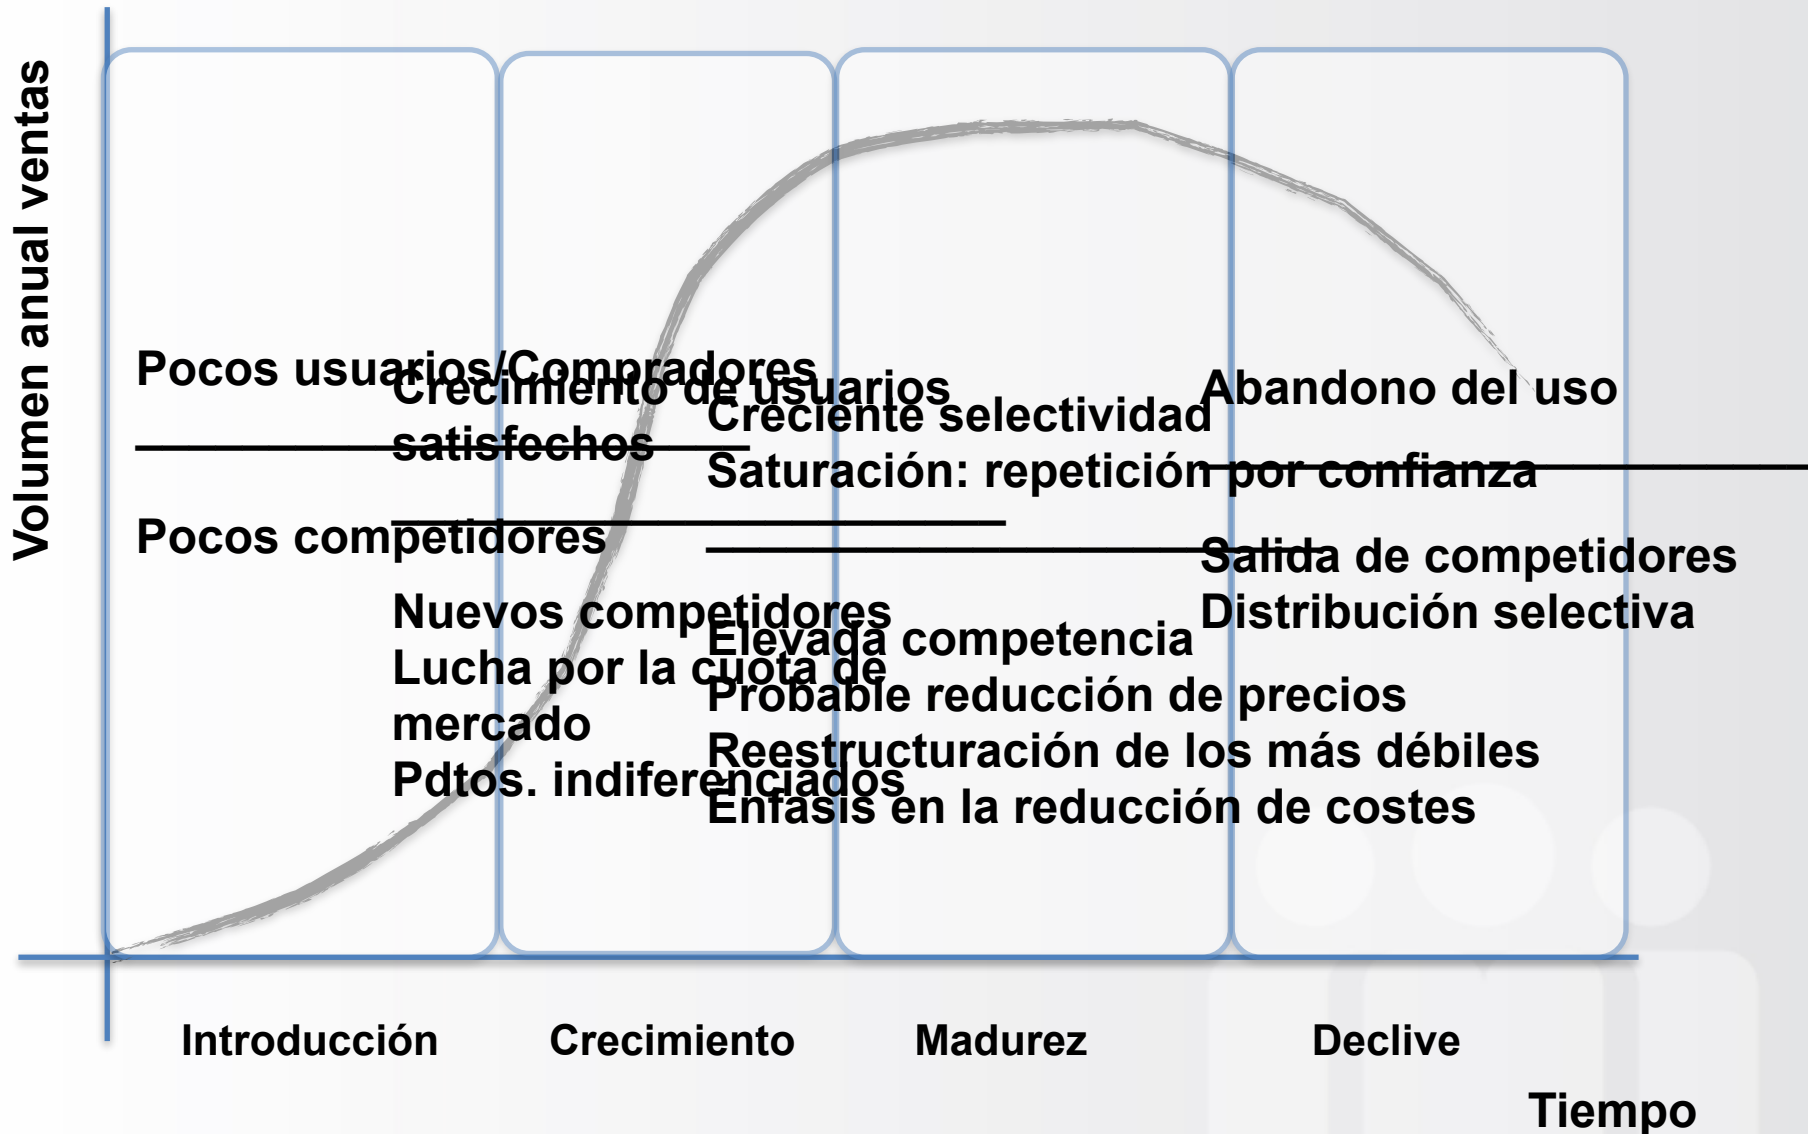 Volumen anual ventas
Pocos usuarios/Compradores
Pocos competidores
Crecimiento de usuarios
satisfechos
Nuevos competidores
Lucha por la cuota de
mercado
Pdtos. indiferenciados
Creciente selectividad
Saturación: repetición por confianza
Elevada competencia
Probable reducción de precios
Reestructuración de los más débiles
Énfasis en la reducción de costes
Abandono del uso
Salida de competidores
Distribución selectiva
Introducción
Crecimiento
Madurez
Declive
Tiempo